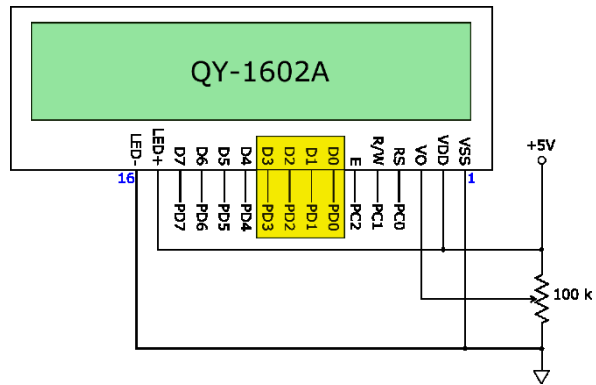 QY-1602A
LED-
LED+
D7
D6
D5
D4
D3
D2
D1
D0
E
R/W
RS
VO
VDD
VSS
+5V
16
1
PD7
PD6
PD5
PD4
PD3
PD2
PD1
PD0
PC2
PC1
PC0
100 k